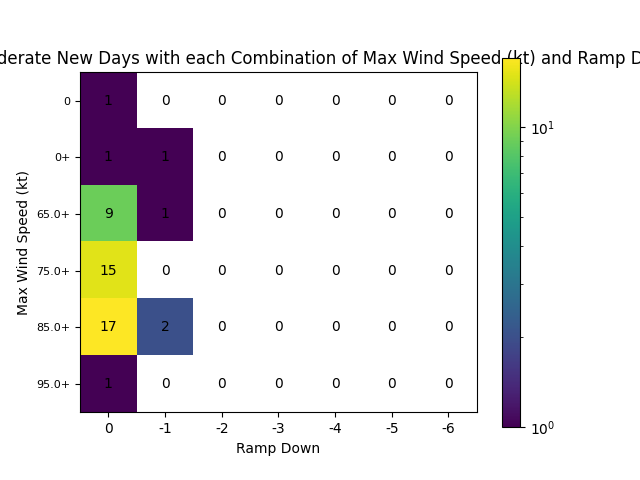 derate New Days with each Combination of Max Wind Speed (kt) and Ramp D
Max Wind Speed (kt)
0 1 0 0 0 0 0 0
0+ 1 1 0 0 0 0 0
65.0+ 9 1 0 0 0 0 0
75.0+ 15 0 0 0 0 0 0
85.0+ 17 2 0 0 0 0 0
95.0+ 1 0 0 0 0 0 0
0 -1 -2 -3 -4 -5 -6
Ramp Down
10¹
10⁰